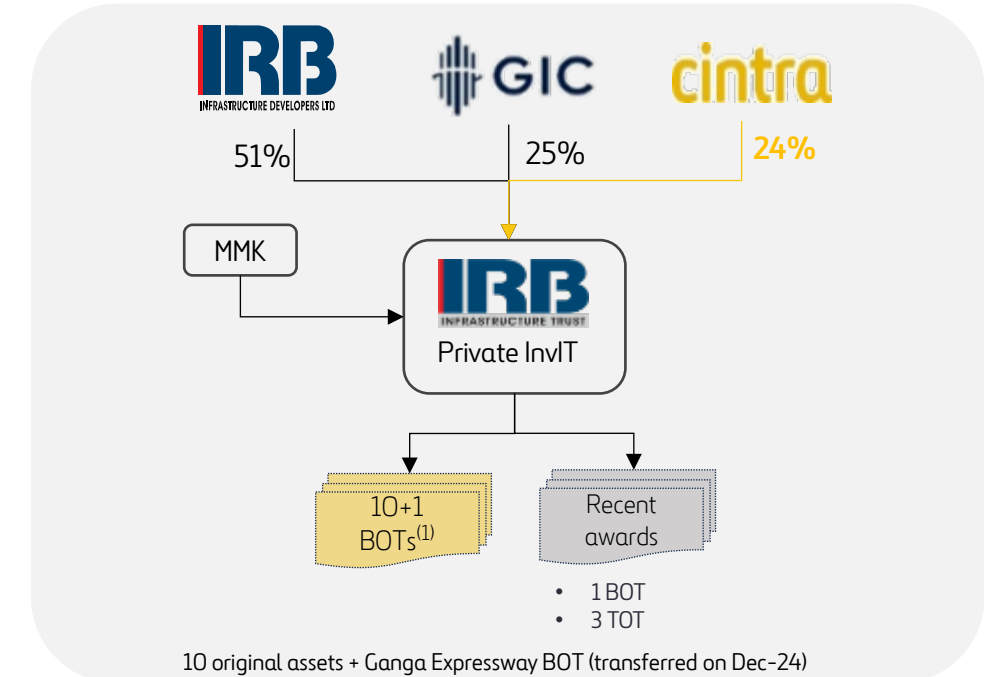 IRB
INFRASTRUCTURE DEVELOPERS LTD
GIC
cintra
51%
25%
24%
MMK
IRB
INFRASTRUCTURE TRUST
Private InvIT
10+1
BOTs(1)
Recent
awards
• 1 BOT
• 3 TOT
10 original assets + Ganga Expressway BOT (transferred on Dec-24)